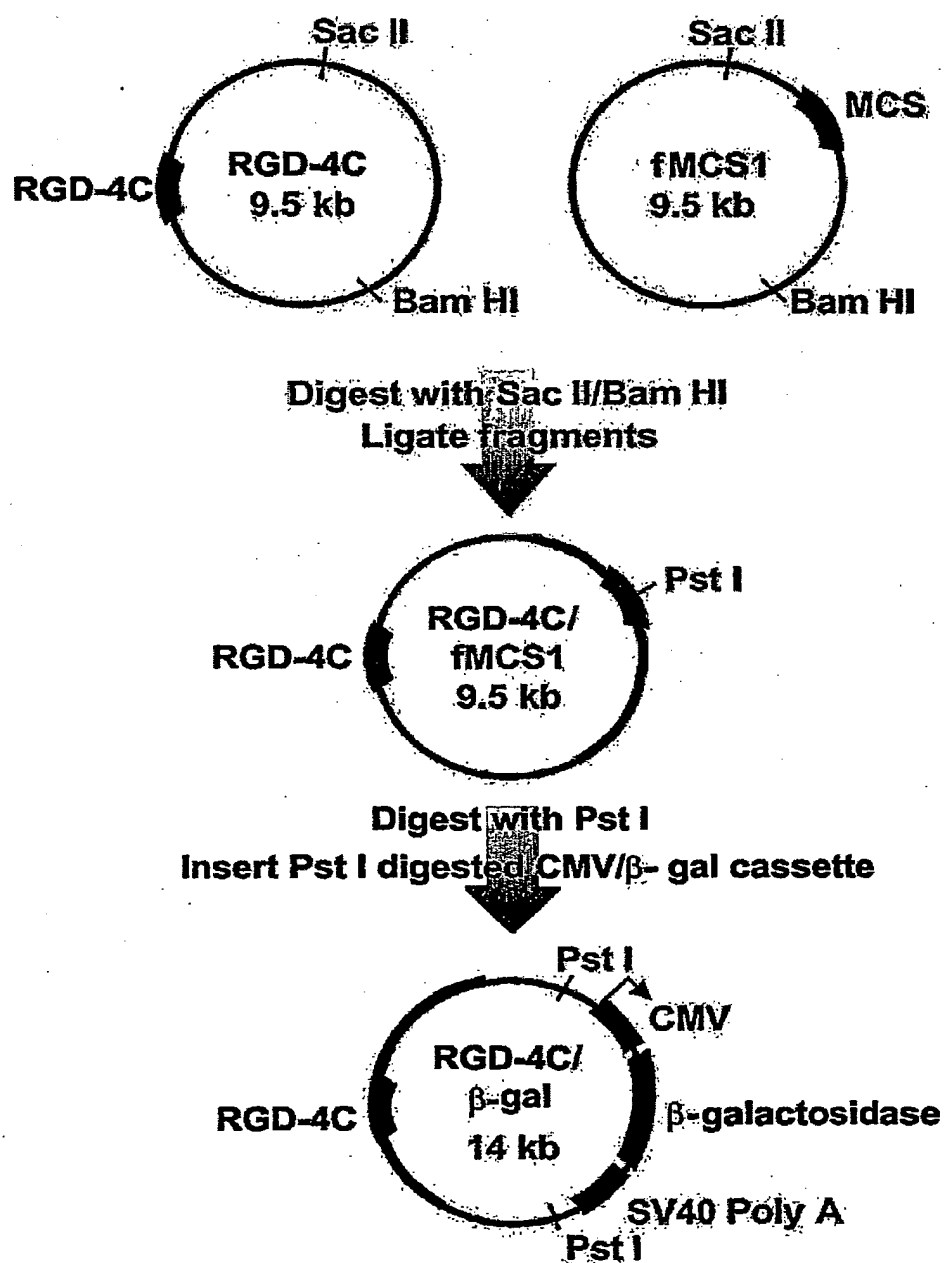 Sac II
Sac II
MCS
RGD-4C
RGD-4C
9.5 kb
fMCS1
9.5 kb
Bam HI
Bam HI
Digest with Sac II/Bam HI
Ligate fragments
Pst I
RGD-4C
RGD-4C/
fMCS1
9.5 kb
Digest with Pst I
Insert Pst I digested CMV/β- gal cassette
Pst I
CMV
RGD-4C
RGD-4C/
β-gal
14 kb
β-galactosidase
SV40 Poly A
Pst I